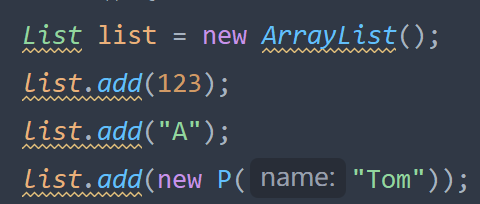 List list = new ArrayList();
list.add(123);
list.add("A");
list.add(new P( name: "Tom"));